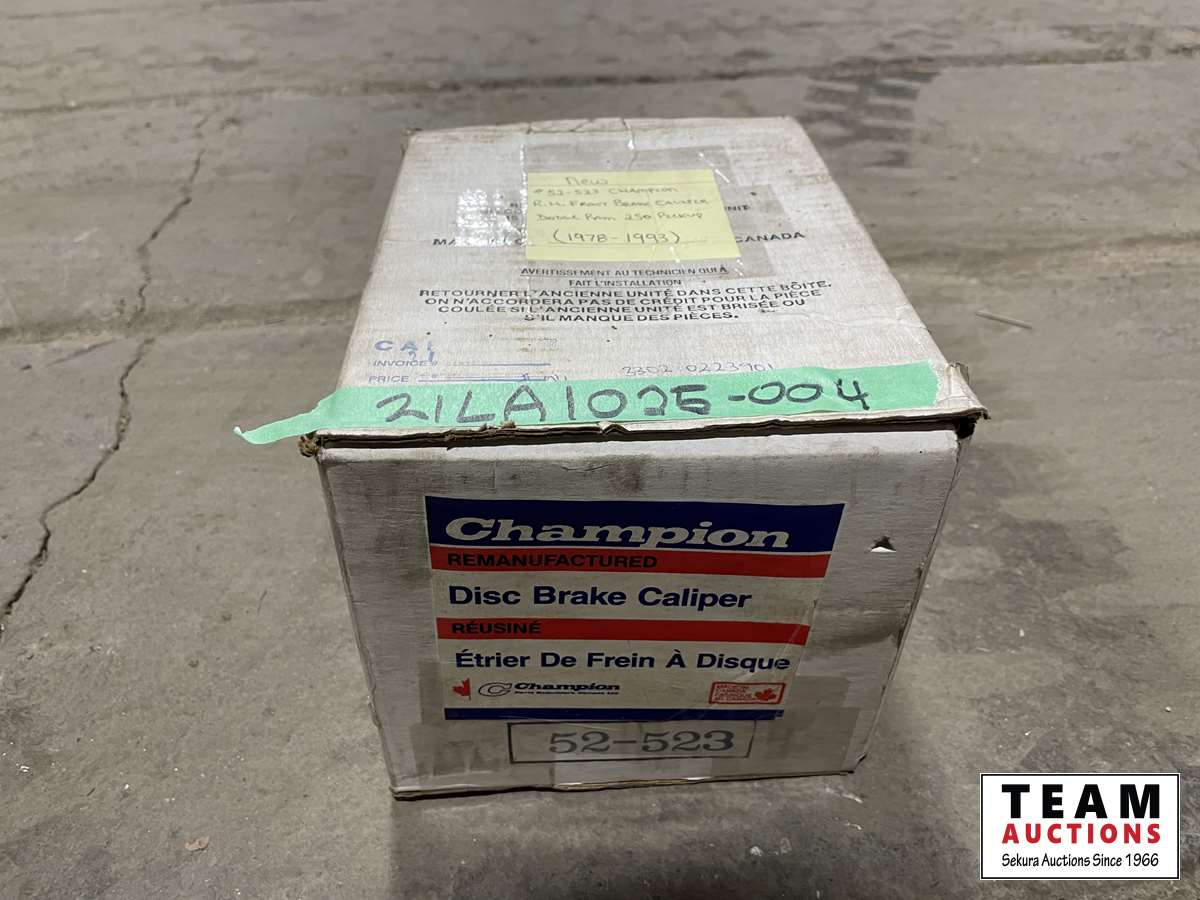 New
#52-523 Champion
R.H. Front Brake Caliper
Dodge Ram 250 Pickup
(1978-1993)
UNIT
MA
CANADA
AVERTISSEMENT AU TECHNICIEN QUI A
FAIT L'INSTALLATION
RETOURNER L'ANCIENNE UNITÉ DANS CETTE BOÎTE.
ON N'ACCORDERA PAS DE CRÉDIT POUR LA PIÈCE
COULÉE SI L'ANCIENNE UNITÉ EST BRISÉE OU
S'IL MANQUE DES PIÈCES.
CA
INVOICE#
PRICE
2302 0223901
21LA1025-004
Champion
REMANUFACTURED
Disc Brake Caliper
RÉUSINÉ
Étrier De Frein À Disque
Champion
52-523
TEAM
AUCTIONS
Sekura Auctions Since 1966